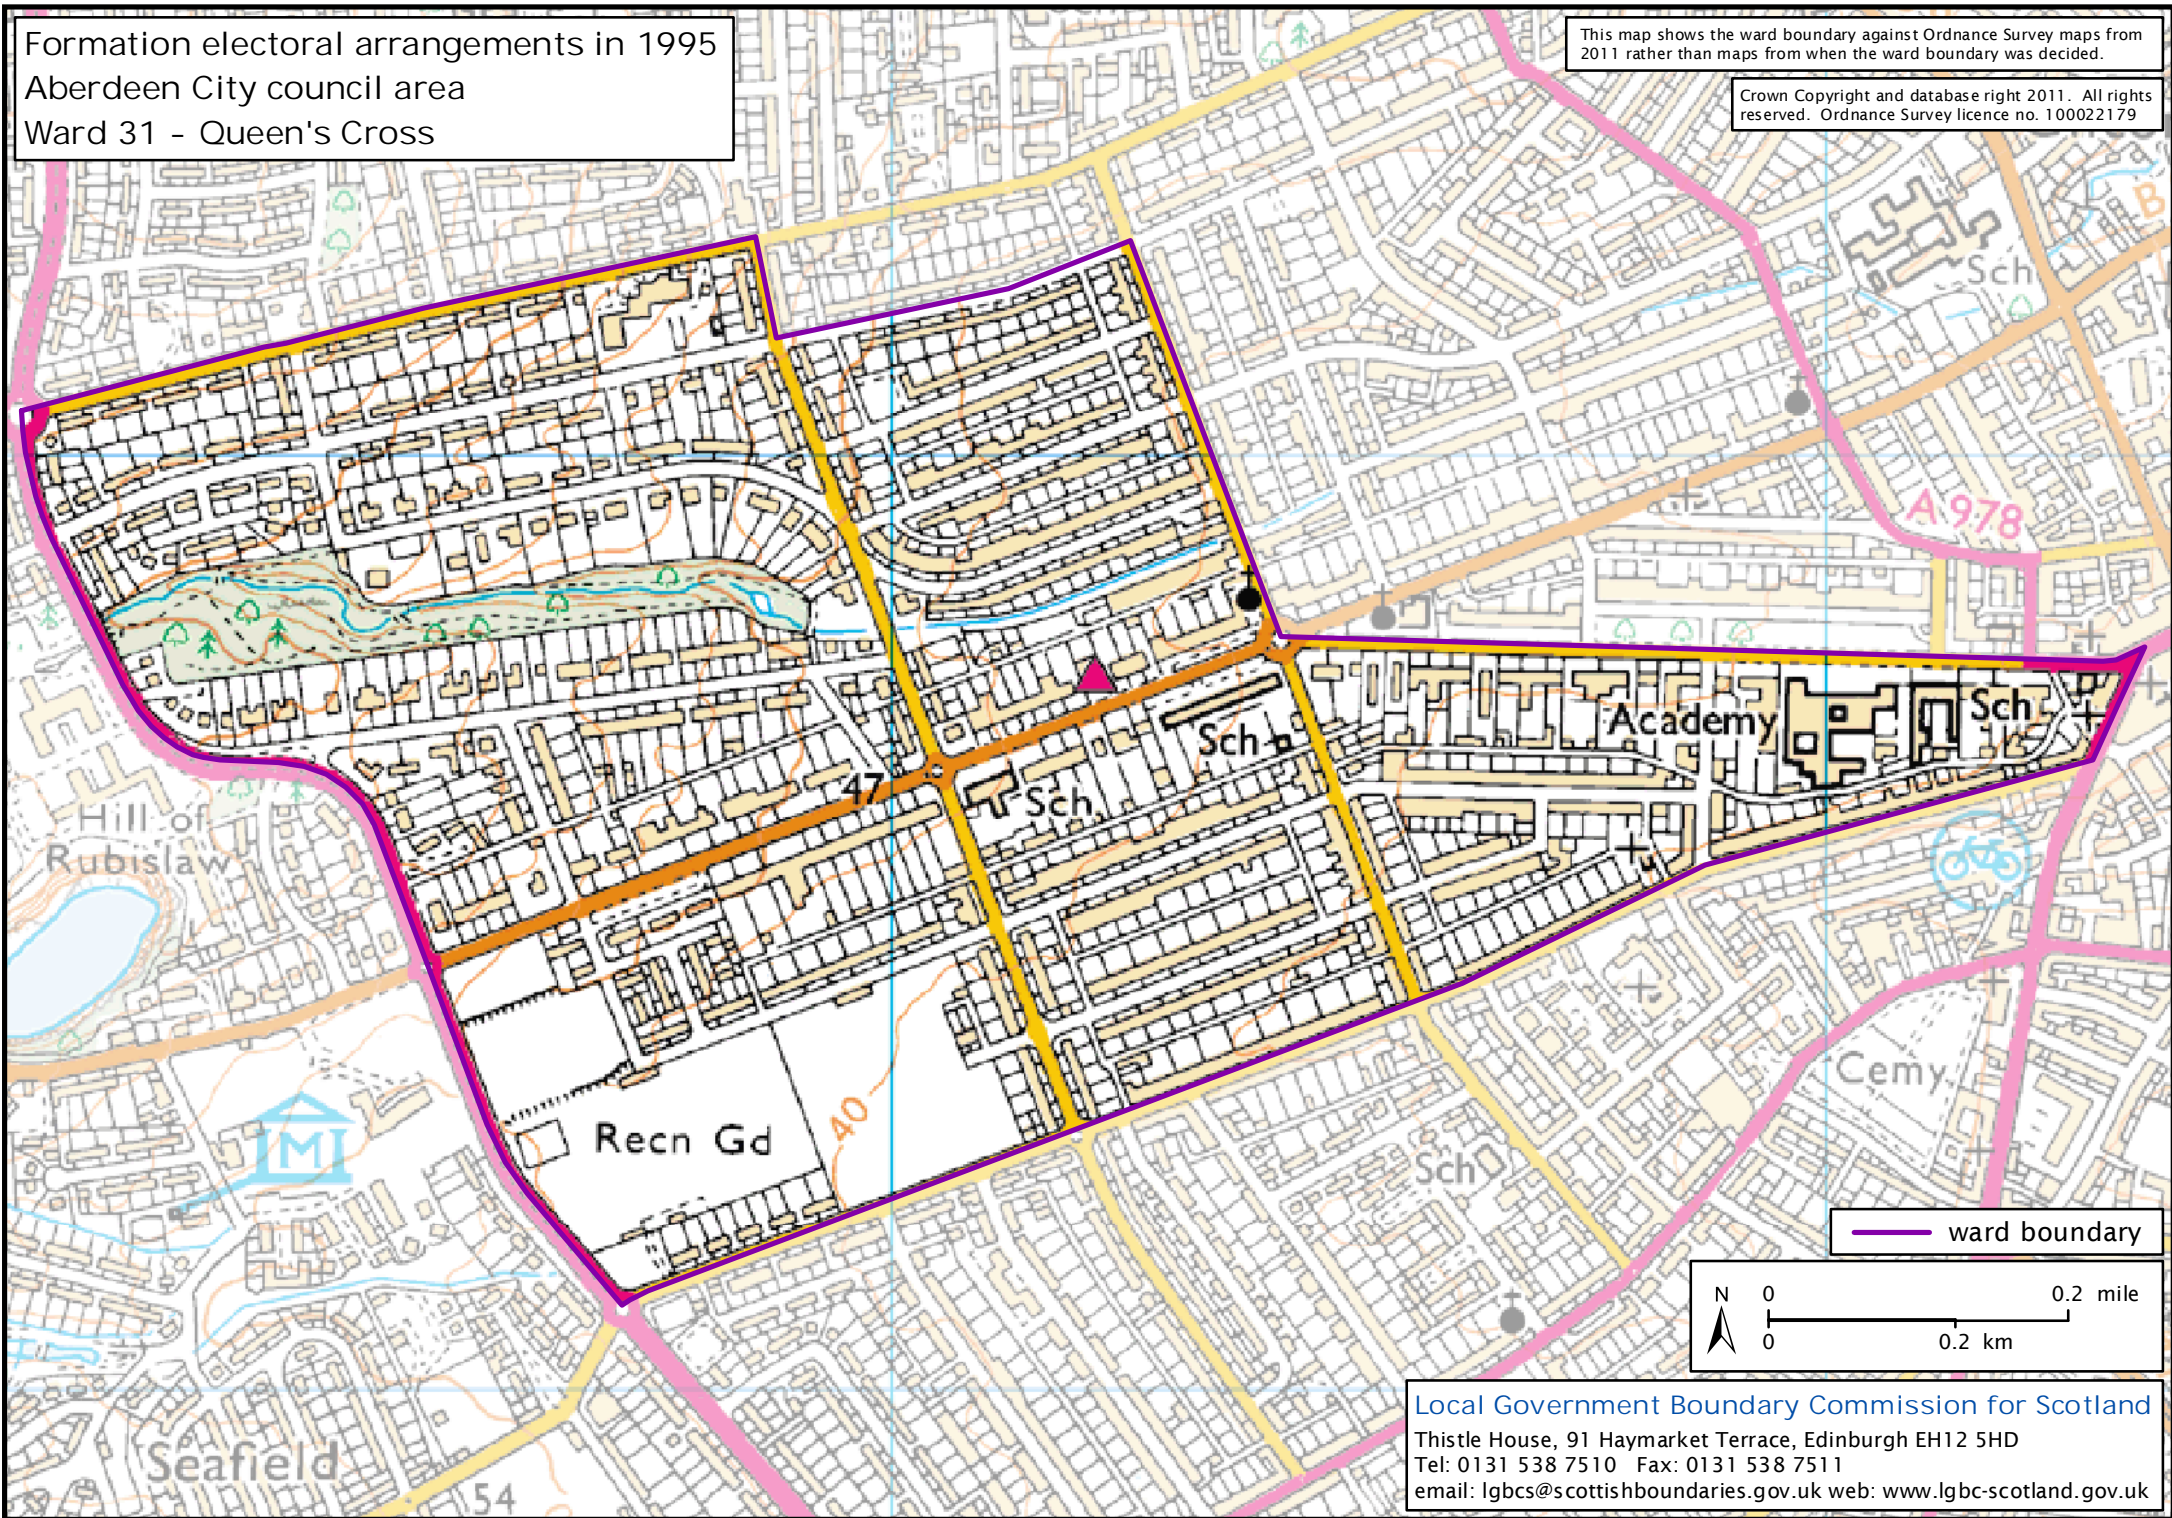 Formation electoral arrangements in 1995
Aberdeen City council area
Ward 31 - Queen's Cross
This map shows the ward boundary against Ordnance Survey maps from
2011 rather than maps from when the ward boundary was decided.
Crown Copyright and database right 2011. All rights
reserved. Ordnance Survey licence no. 100022179
B
Sch
A 978
Academy
Sch
Sch
47
Sch
Hill of
Rubislaw
Recn Gd
40
M
Cemy
Sch
Seafield
54
ward boundary
N 0 0.2 mile
0 0.2 km
Local Government Boundary Commission for Scotland
Thistle House, 91 Haymarket Terrace, Edinburgh EH12 5HD
Tel: 0131 538 7510 Fax: 0131 538 7511
email: lgbcs@scottishboundaries.gov.uk web: www.lgbc-scotland.gov.uk